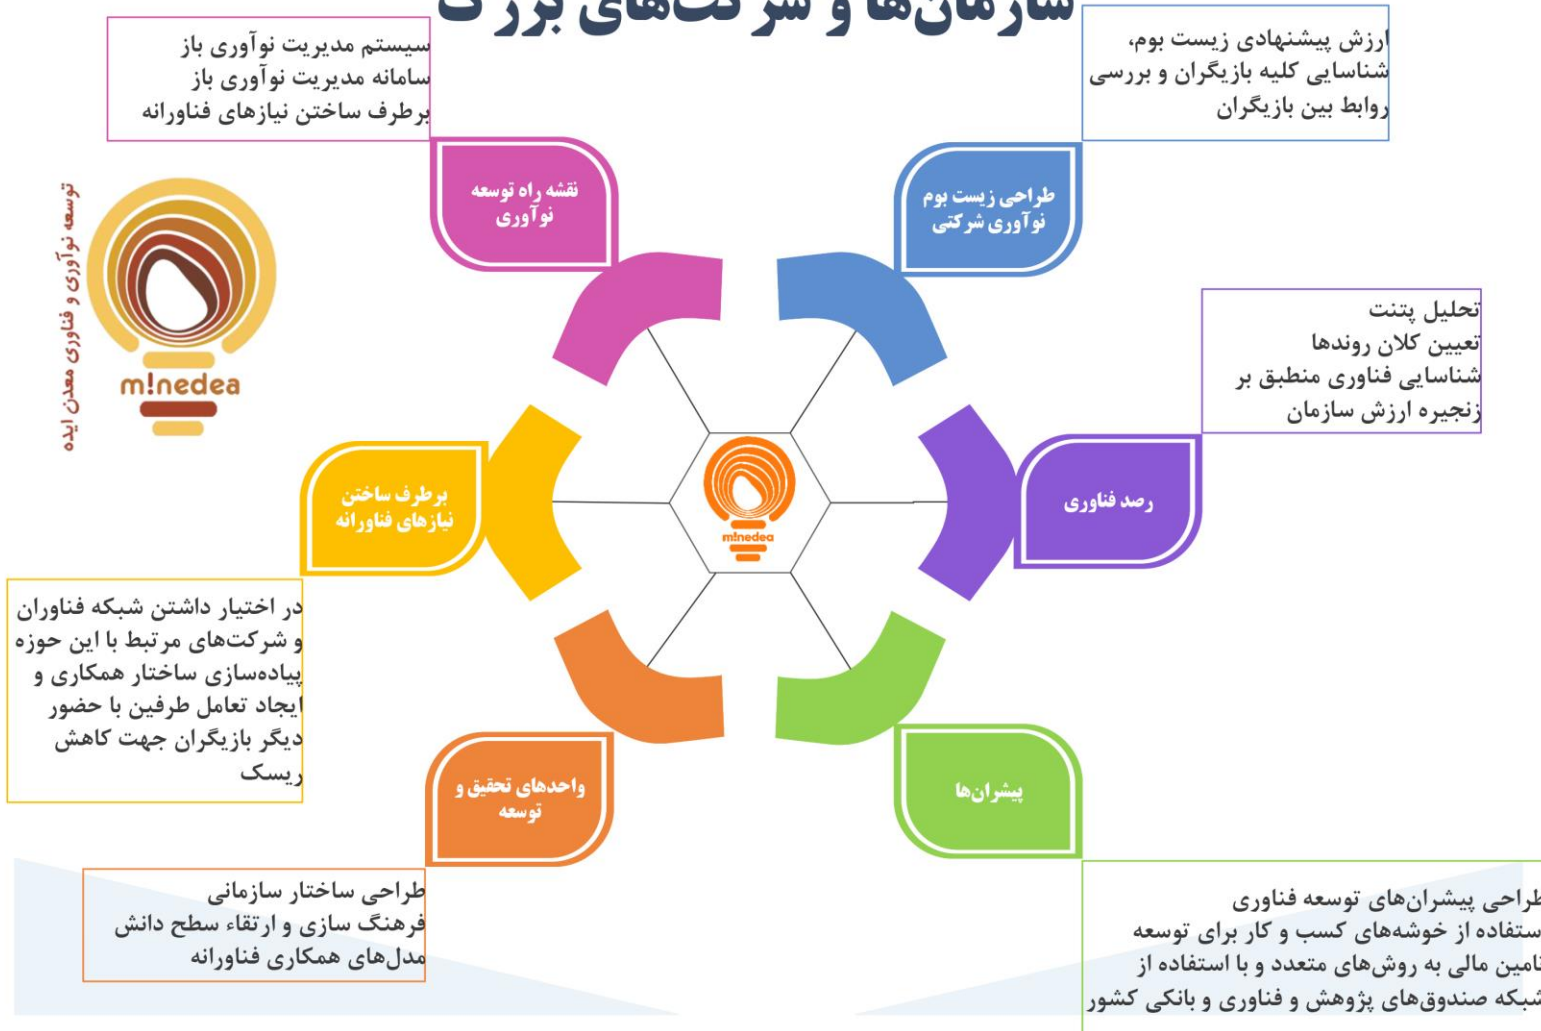 سازمان‌ها و شرکت‌های بزرگ
ارزش پیشنهادی زیست بوم،
شناسایی کلیه بازیگران و بررسی
روابط بین بازیگران
طراحی زیست بوم
نوآوری شرکتی
سیستم مدیریت نوآوری باز
سامانه مدیریت نوآوری باز
برطرف ساختن نیازهای فناورانه
نقشه راه توسعه
نوآوری
توسعه نوآوری و فناوری معدن ایده
m!nedea
تحلیل پتنت
تعیین کلان روندها
شناسایی فناوری منطبق بر
زنجیره ارزش سازمان
رصد فناوری
m!nedea
برطرف ساختن
نیازهای فناورانه
در اختیار داشتن شبکه فناوران
و شرکت‌های مرتبط با این حوزه
پیاده‌سازی ساختار همکاری و
ایجاد تعامل طرفین با حضور
دیگر بازیگران جهت کاهش
ریسک
پیشران‌ها
طراحی پیشران‌های توسعه فناوری
استفاده از خوشه‌های کسب و کار برای توسعه
تامین مالی به روش‌های متعدد و با استفاده از
شبکه صندوق‌های پژوهش و فناوری و بانکی کشور
واحدهای تحقیق و
توسعه
طراحی ساختار سازمانی
فرهنگ سازی و ارتقاء سطح دانش
مدل‌های همکاری فناورانه